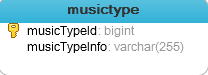 musictype
musicTypeId: bigint
musicTypeInfo: varchar(255)